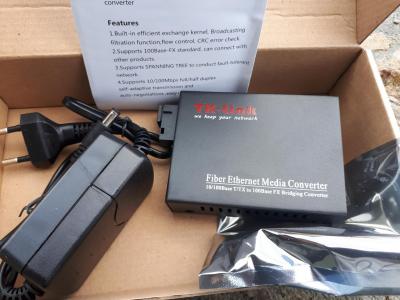 converter
Features
1.Built-in efficient exchange kernel, Broadcasting
filtration function,flow control, CRC error check
2.Supports 100Base-FX standard, can connect with
other products.
3.Supports SPANNING TREE to conduct fault-tolerant
network.
4.Supports 10/100Mbps full/half duplex
self-adaptive transmission and
auto-negotiation
TX-Link
we keep your network
Fiber Ethernet Media Converter
10/100Base T/TX to 100Base FX Bridging Converter